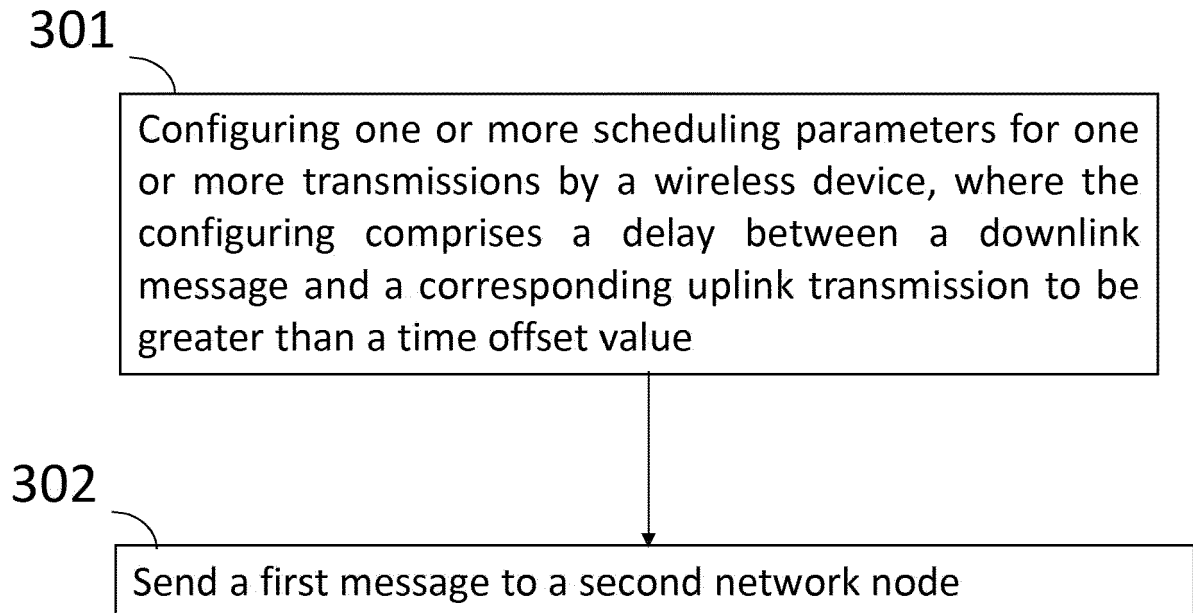 301
Configuring one or more scheduling parameters for one
or more transmissions by a wireless device, where the
configuring comprises a delay between a downlink
message and a corresponding uplink transmission to be
greater than a time offset value
302
Send a first message to a second network node